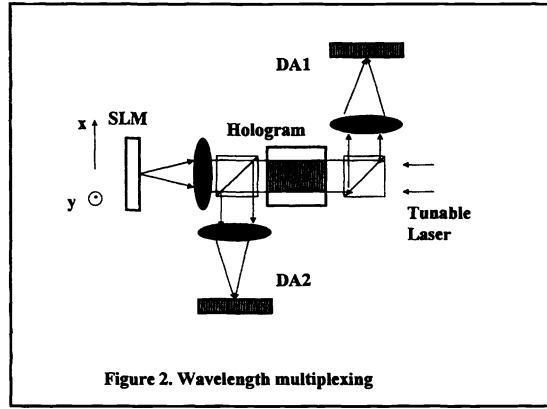 DA1
SLM
x
Hologram
y
Tunable
Laser
DA2
Figure 2. Wavelength multiplexing